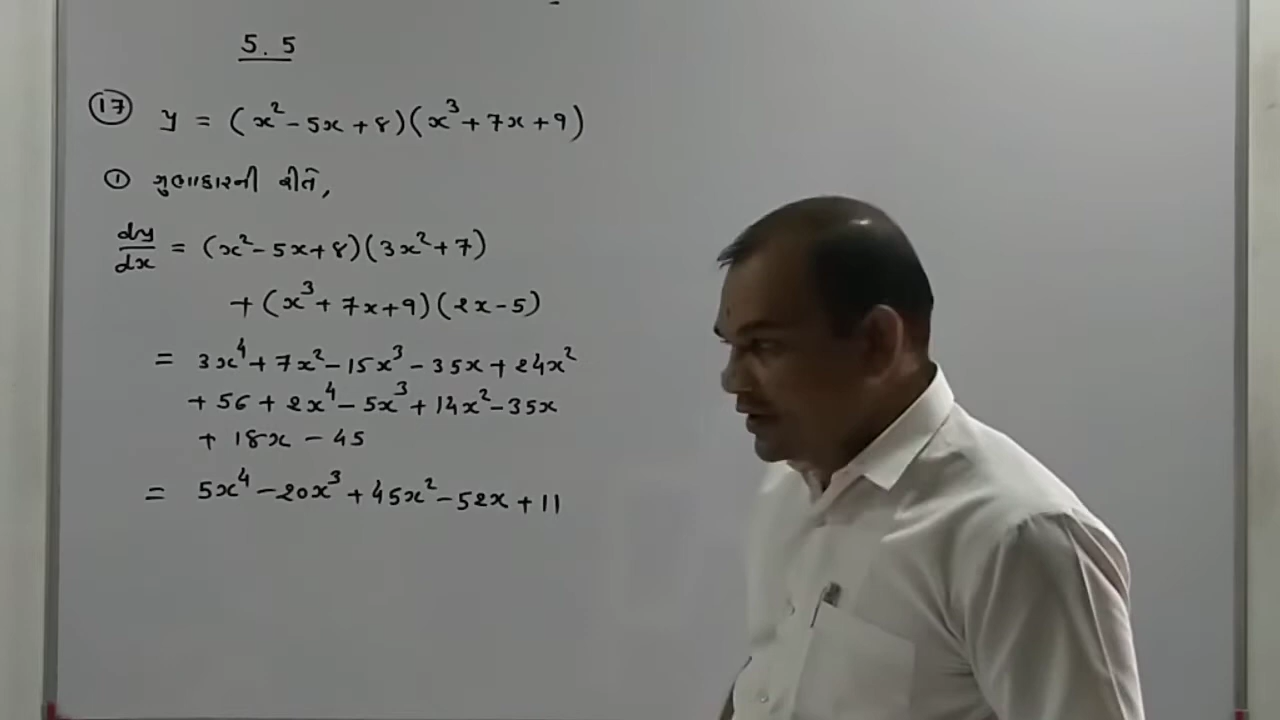 5.5
(17) y = (x² - 5x + 8)(x³ + 7x + 9)
(1) ગુણાકારની રીતે,
dy/dx = (x² - 5x + 8)(3x² + 7)
+ (x³ + 7x + 9)(2x - 5)
= 3x⁴ + 7x² - 15x³ - 35x + 24x²
+ 56 + 2x⁴ - 5x³ + 14x² - 35x
+ 18x - 45
= 5x⁴ - 20x³ + 45x² - 52x + 11